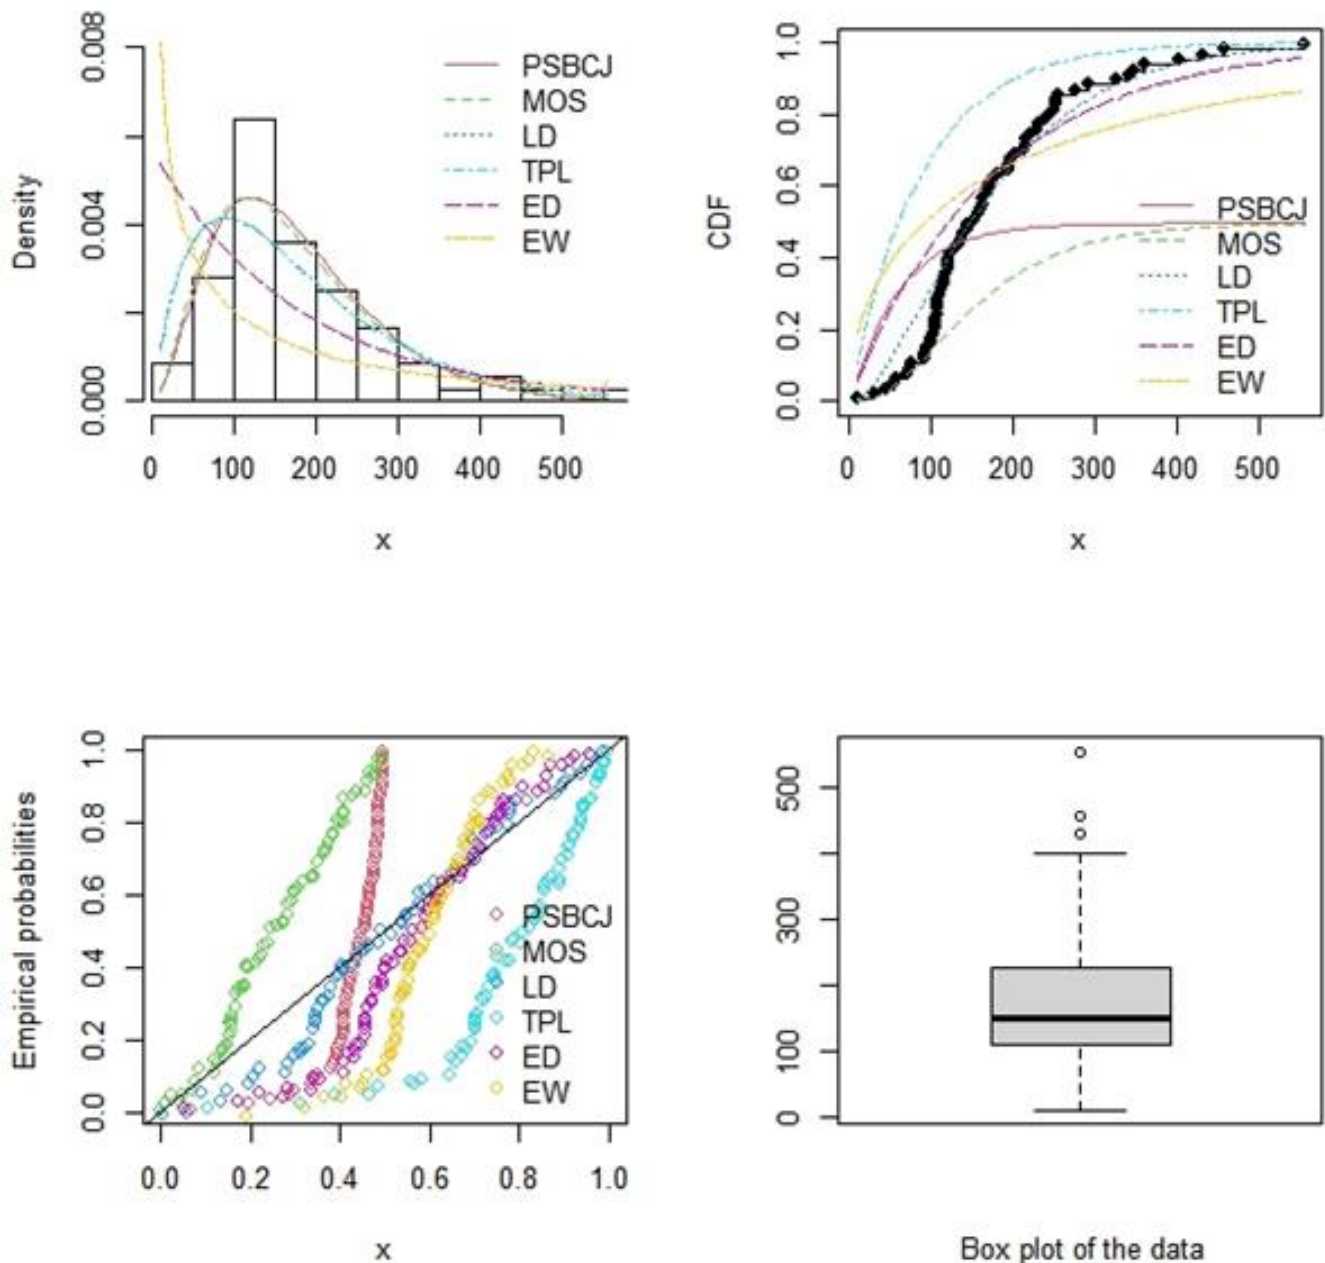 Density
0.000
0.004
0.008
PSBCJ
MOS
LD
TPL
ED
EW
0 100 200 300 400 500
x
CDF
0.0 0.2 0.4 0.6 0.8 1.0
PSBCJ
MOS
LD
TPL
ED
EW
0 100 200 300 400 500
x
Empirical probabilities
0.0 0.2 0.4 0.6 0.8 1.0
PSBCJ
MOS
LD
TPL
ED
EW
0.0 0.2 0.4 0.6 0.8 1.0
x
0 100 300 500
Box plot of the data